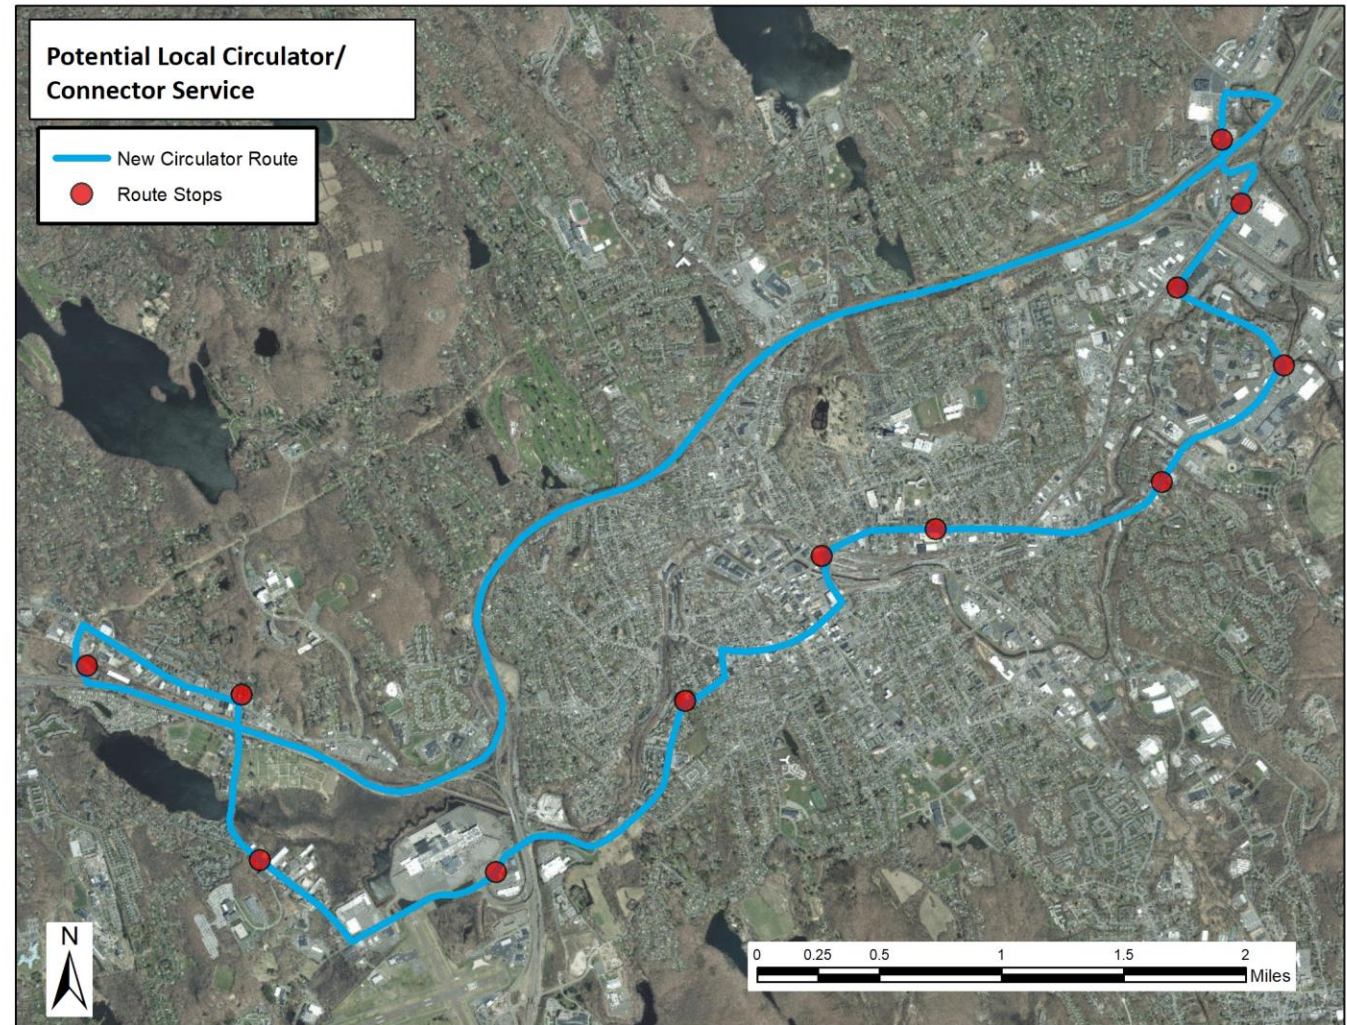 Potential Local Circulator/
Connector Service
New Circulator Route
Route Stops
N
0 0.25 0.5 1 1.5 2
Miles